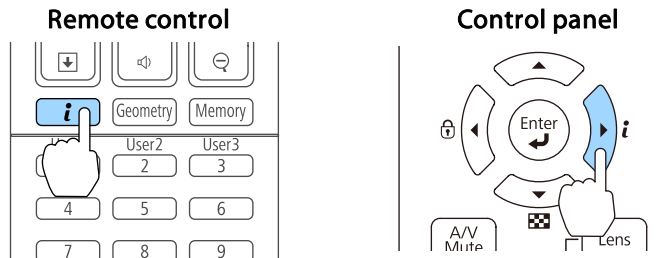 Remote control
i
Geometry
Memory
User2
User3
2
3
4
5
6
7
8
9
Control panel
Enter
i
A/V
Mute
Lens